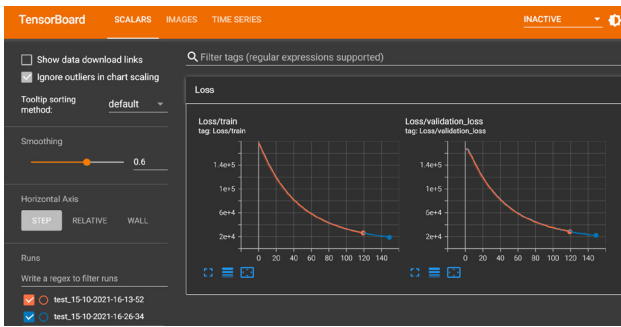 TensorBoard SCALARS IMAGES TIME SERIES INACTIVE
Show data download links
Ignore outliers in chart scaling
Tooltip sorting
method: default
Smoothing
0.6
Horizontal Axis
STEP RELATIVE WALL
Runs
Write a regex to filter runs
test_15-10-2021-16-13-52
test_15-10-2021-16-26-34
Filter tags (regular expressions supported)
Loss
Loss/train
tag: Loss/train
1.4e+5
1e+5
6e+4
2e+4
0 20 40 60 80 100 120 140
Loss/validation_loss
tag: Loss/validation_loss
1.4e+5
1e+5
6e+4
2e+4
0 20 40 60 80 100 120 140